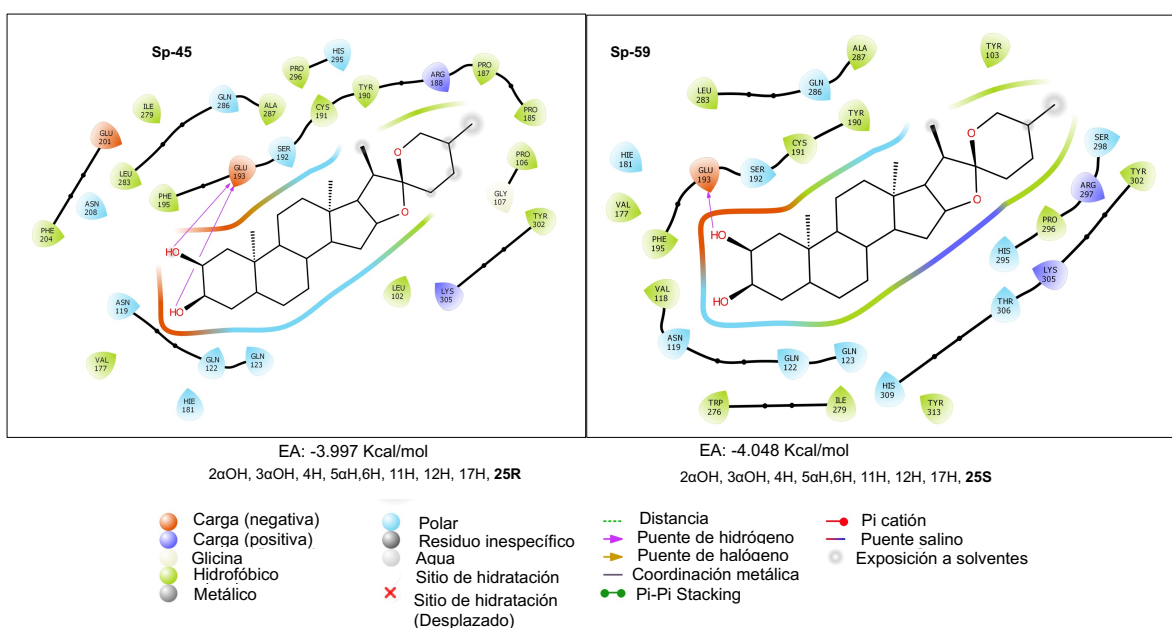 Sp-45
HIS
295
PRO
296
ARG
188
PRO
187
TYR
190
GLN
286
ILE
279
ALA
287
CYS
191
PRO
185
GLU
201
SER
192
PRO
106
LEU
283
GLU
193
GLY
107
PHE
195
ASN
208
PHE
204
TYR
302
O
O
HO
HO
LEU
102
LYS
305
ASN
119
VAL
177
GLN
122
GLN
123
HIE
181
Sp-59
ALA
287
TYR
103
GLN
286
LEU
283
TYR
190
CYS
191
SER
298
HIE
181
GLU
193
SER
192
TYR
302
ARG
297
VAL
177
PRO
296
PHE
195
HIS
295
LYS
305
O
O
HO
HO
VAL
118
THR
306
ASN
119
GLN
122
GLN
123
HIS
309
TRP
276
ILE
279
TYR
313
EA: -3.997 Kcal/mol
2αOH, 3αOH, 4H, 5αH,6H, 11H, 12H, 17H, 25R
EA: -4.048 Kcal/mol
2αOH, 3αOH, 4H, 5αH,6H, 11H, 12H, 17H, 25S
Carga (negativa)
Carga (positiva)
Glicina
Hidrofóbico
Metálico
Polar
Residuo inespecífico
Agua
Sitio de hidratación
Sitio de hidratación
(Desplazado)
Distancia
Puente de hidrógeno
Puente de halógeno
Coordinación metálica
Pi-Pi Stacking
Pi catión
Puente salino
Exposición a solventes